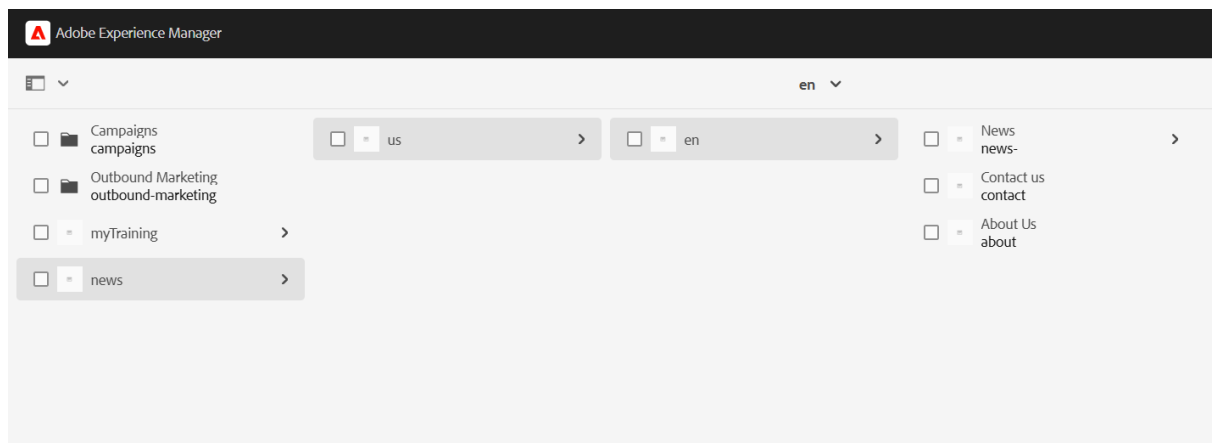 Adobe Experience Manager
en
Campaigns
campaigns
Outbound Marketing
outbound-marketing
myTraining
news
us
en
News
news-
Contact us
contact
About Us
about